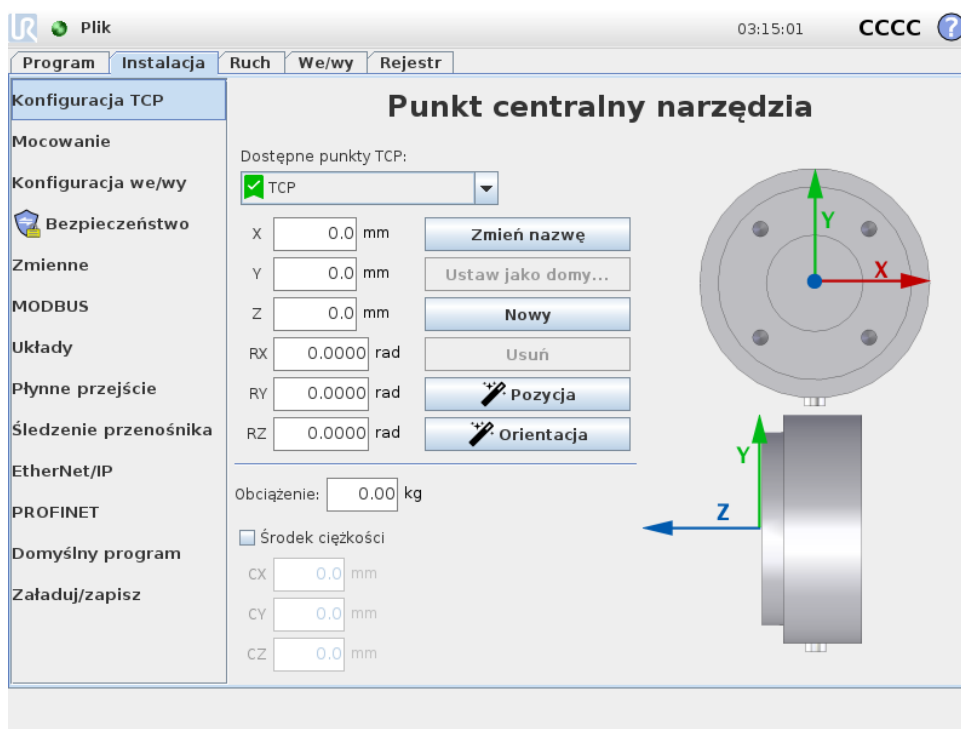 UR Plik 03:15:01 CCCC ?
Program Instalacja Ruch We/wy Rejestr
Konfiguracja TCP
Mocowanie
Konfiguracja we/wy
Bezpieczeństwo
Zmienne
MODBUS
Układy
Płynne przejście
Śledzenie przenośnika
EtherNet/IP
PROFINET
Domyślny program
Załaduj/zapisz
Punkt centralny narzędzia
Dostępne punkty TCP:
TCP
X 0.0 mm Zmień nazwę
Y 0.0 mm Ustaw jako domy...
Z 0.0 mm Nowy
RX 0.0000 rad Usuń
RY 0.0000 rad Pozycja
RZ 0.0000 rad Orientacja
Obciążenie: 0.00 kg
Środek ciężkości
CX 0.0 mm
CY 0.0 mm
CZ 0.0 mm
Y
X
Y
Z